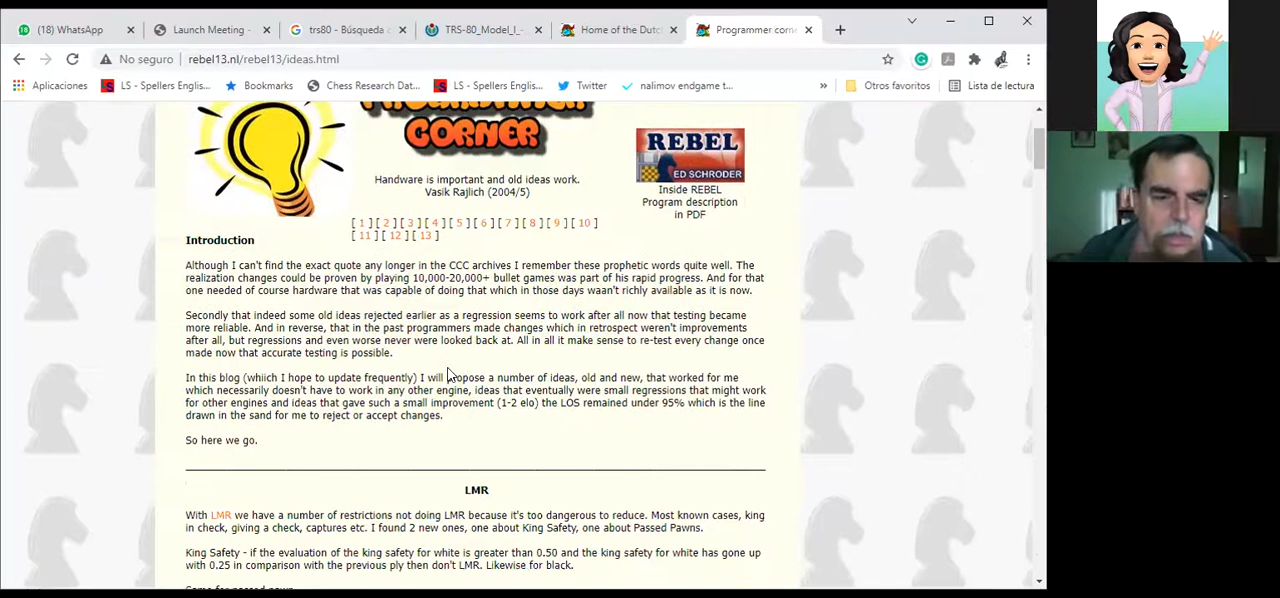 (18) WhatsApp
Launch Meeting -
trs80 - Búsqueda d
TRS-80_Model_I_-
Home of the Dutc
Programmer corne
No seguro
rebel13.nl/rebel13/ideas.html
Aplicaciones
LS - Spellers Englis...
Bookmarks
Chess Research Dat...
LS - Spellers Englis...
Twitter
nalimov endgame t...
»
Otros favoritos
Lista de lectura
CORNER
REBEL
ED SCHRODER
Handware is important and old ideas work.
Vasik Rajlich (2004/5)
Inside REBEL
Program description
in PDF
[ 1 ] [ 2 ] [ 3 ] [ 4 ] [ 5 ] [ 6 ] [ 7 ] [ 8 ] [ 9 ] [ 10 ]
[ 11 ] [ 12 ] [ 13 ]
Introduction
Although I can't find the exact quote any longer in the CCC archives I remember these prophetic words quite well. The
realization changes could be proven by playing 10,000-20,000+ bullet games was part of his rapid progress. And for that
one needed of course hardware that was capable of doing that which in those days waan't richly available as it is now.
Secondly that indeed some old ideas rejected earlier as a regression seems to work after all now that testing became
more reliable. And in reverse, that in the past programmers made changes which in retrospect weren't improvements
after all, but regressions and even worse never were looked back at. All in all it make sense to re-test every change once
made now that accurate testing is possible.
In this blog (whiich I hope to update frequently) I will propose a number of ideas, old and new, that worked for me
which necessarily doesn't have to work in any other engine, ideas that eventually were small regressions that might work
for other engines and ideas that gave such a small improvement (1-2 elo) the LOS remained under 95% which is the line
drawn in the sand for me to reject or accept changes.
So here we go.
LMR
With LMR we have a number of restrictions not doing LMR because it's too dangerous to reduce. Most known cases, king
in check, giving a check, captures etc. I found 2 new ones, one about King Safety, one about Passed Pawns.
King Safety - if the evaluation of the king safety for white is greater than 0.50 and the king safety for white has gone up
with 0.25 in comparison with the previous ply then don't LMR. Likewise for black.